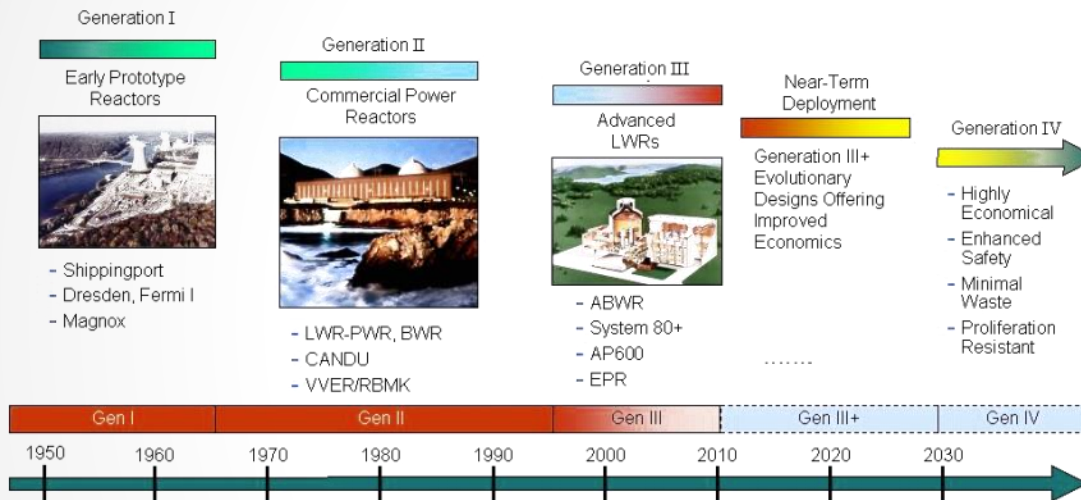 Generation I
Early Prototype
Reactors
- Shippingport
- Dresden, Fermi I
- Magnox
Generation II
Commercial Power
Reactors
- LWR-PWR, BWR
- CANDU
- VVER/RBMK
Generation III
Advanced
LWRs
- ABWR
- System 80+
- AP600
- EPR
Near-Term
Deployment
Generation III+
Evolutionary
Designs Offering
Improved
Economics
.......
Generation IV
- Highly
Economical
- Enhanced
Safety
- Minimal
Waste
- Proliferation
Resistant
Gen I
Gen II
Gen III
Gen III+
Gen IV
1950
1960
1970
1980
1990
2000
2010
2020
2030